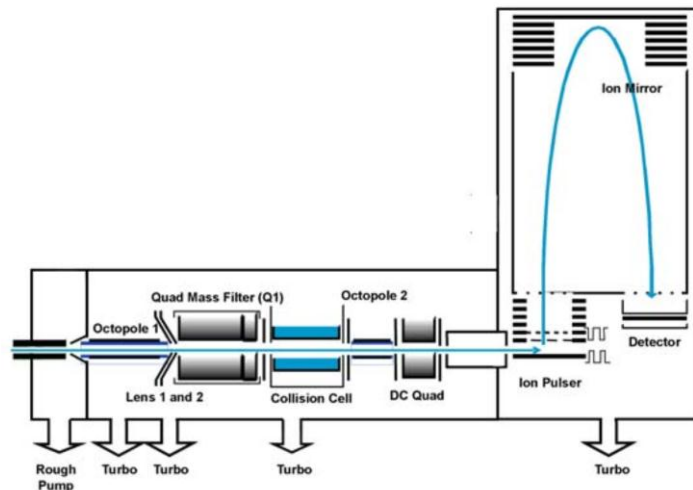 Ion Mirror
Quad Mass Filter (Q1)
Octopole 2
Octopole 1
Detector
Ion Pulser
Lens 1 and 2
Collision Cell
DC Quad
Rough
Pump
Turbo
Turbo
Turbo
Turbo